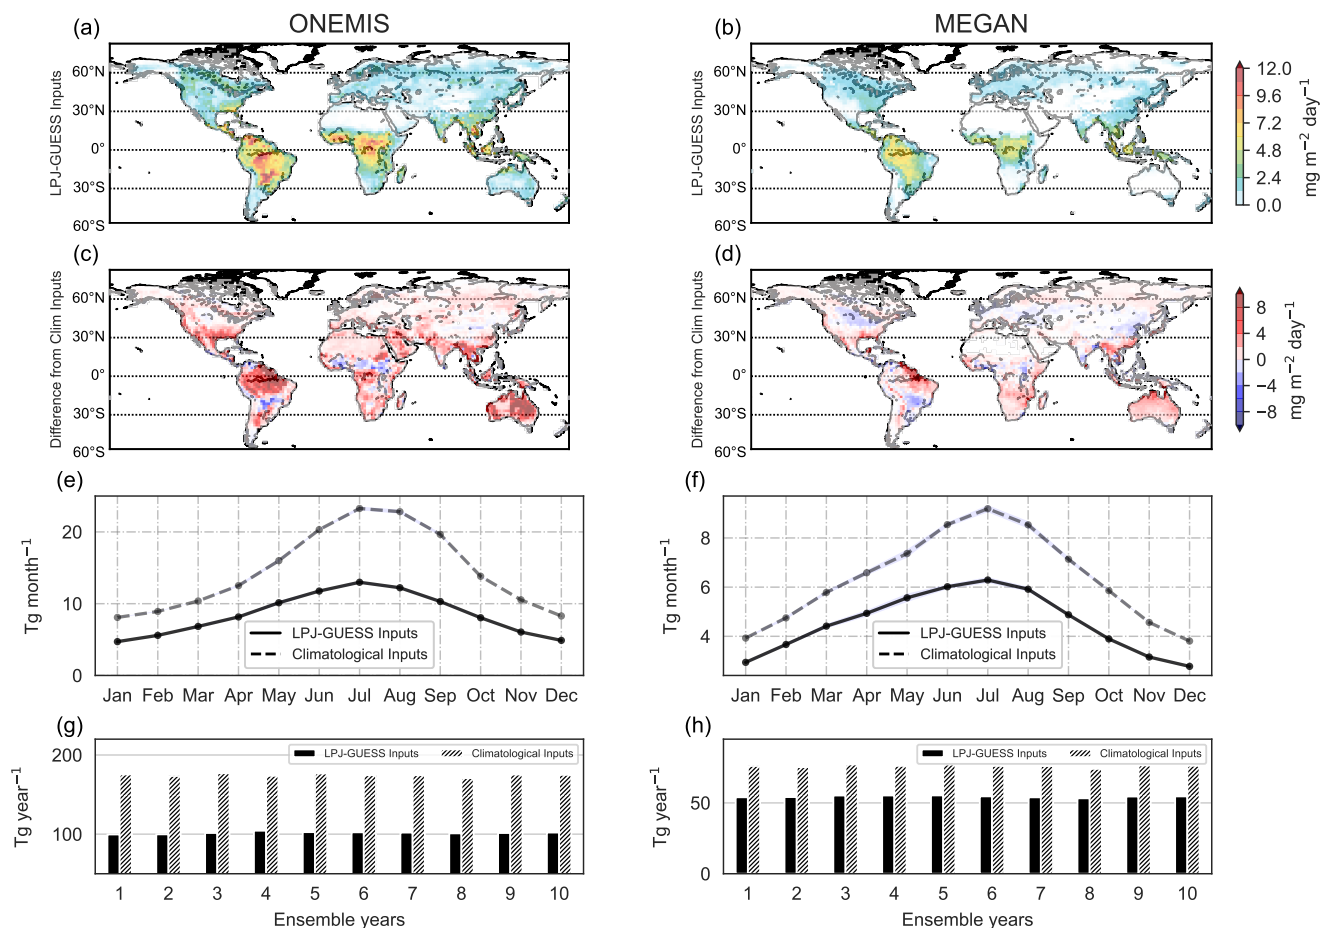 (a) ONEMIS
(b) MEGAN
LPJ-GUESS Inputs
60°N
30°N
0°
30°S
60°S
LPJ-GUESS Inputs
60°N
30°N
0°
30°S
60°S
12.0
9.6
7.2
4.8
2.4
0.0
mg m−2 day−1
(c)
(d)
Difference from Clim Inputs
60°N
30°N
0°
30°S
60°S
Difference from Clim Inputs
60°N
30°N
0°
30°S
60°S
8
4
0
−4
−8
mg m−2 day−1
(e)
Tg month−1
20
10
0
LPJ-GUESS Inputs
Climatological Inputs
Jan Feb Mar Apr May Jun Jul Aug Sep Oct Nov Dec
(f)
Tg month−1
8
6
4
LPJ-GUESS Inputs
Climatological Inputs
Jan Feb Mar Apr May Jun Jul Aug Sep Oct Nov Dec
(g)
Tg year−1
200
100
LPJ-GUESS Inputs Climatological Inputs
1 2 3 4 5 6 7 8 9 10
Ensemble years
(h)
Tg year−1
50
0
LPJ-GUESS Inputs Climatological Inputs
1 2 3 4 5 6 7 8 9 10
Ensemble years